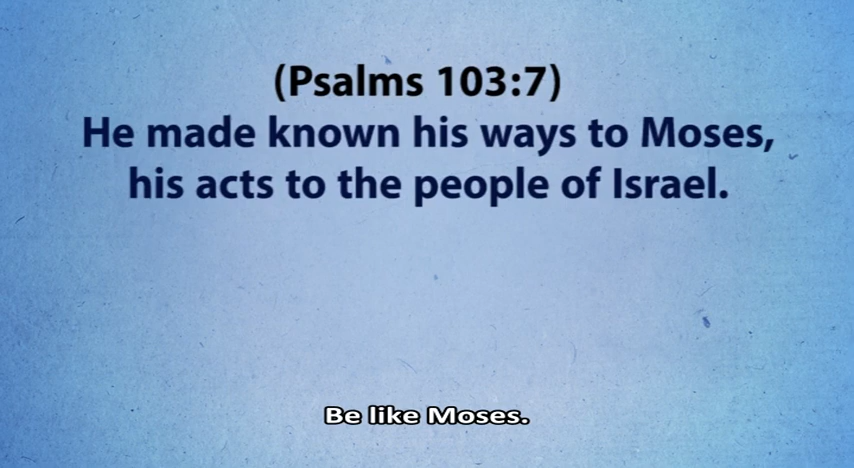 (Psalms 103:7)
He made known his ways to Moses,
his acts to the people of Israel.
Be like Moses.